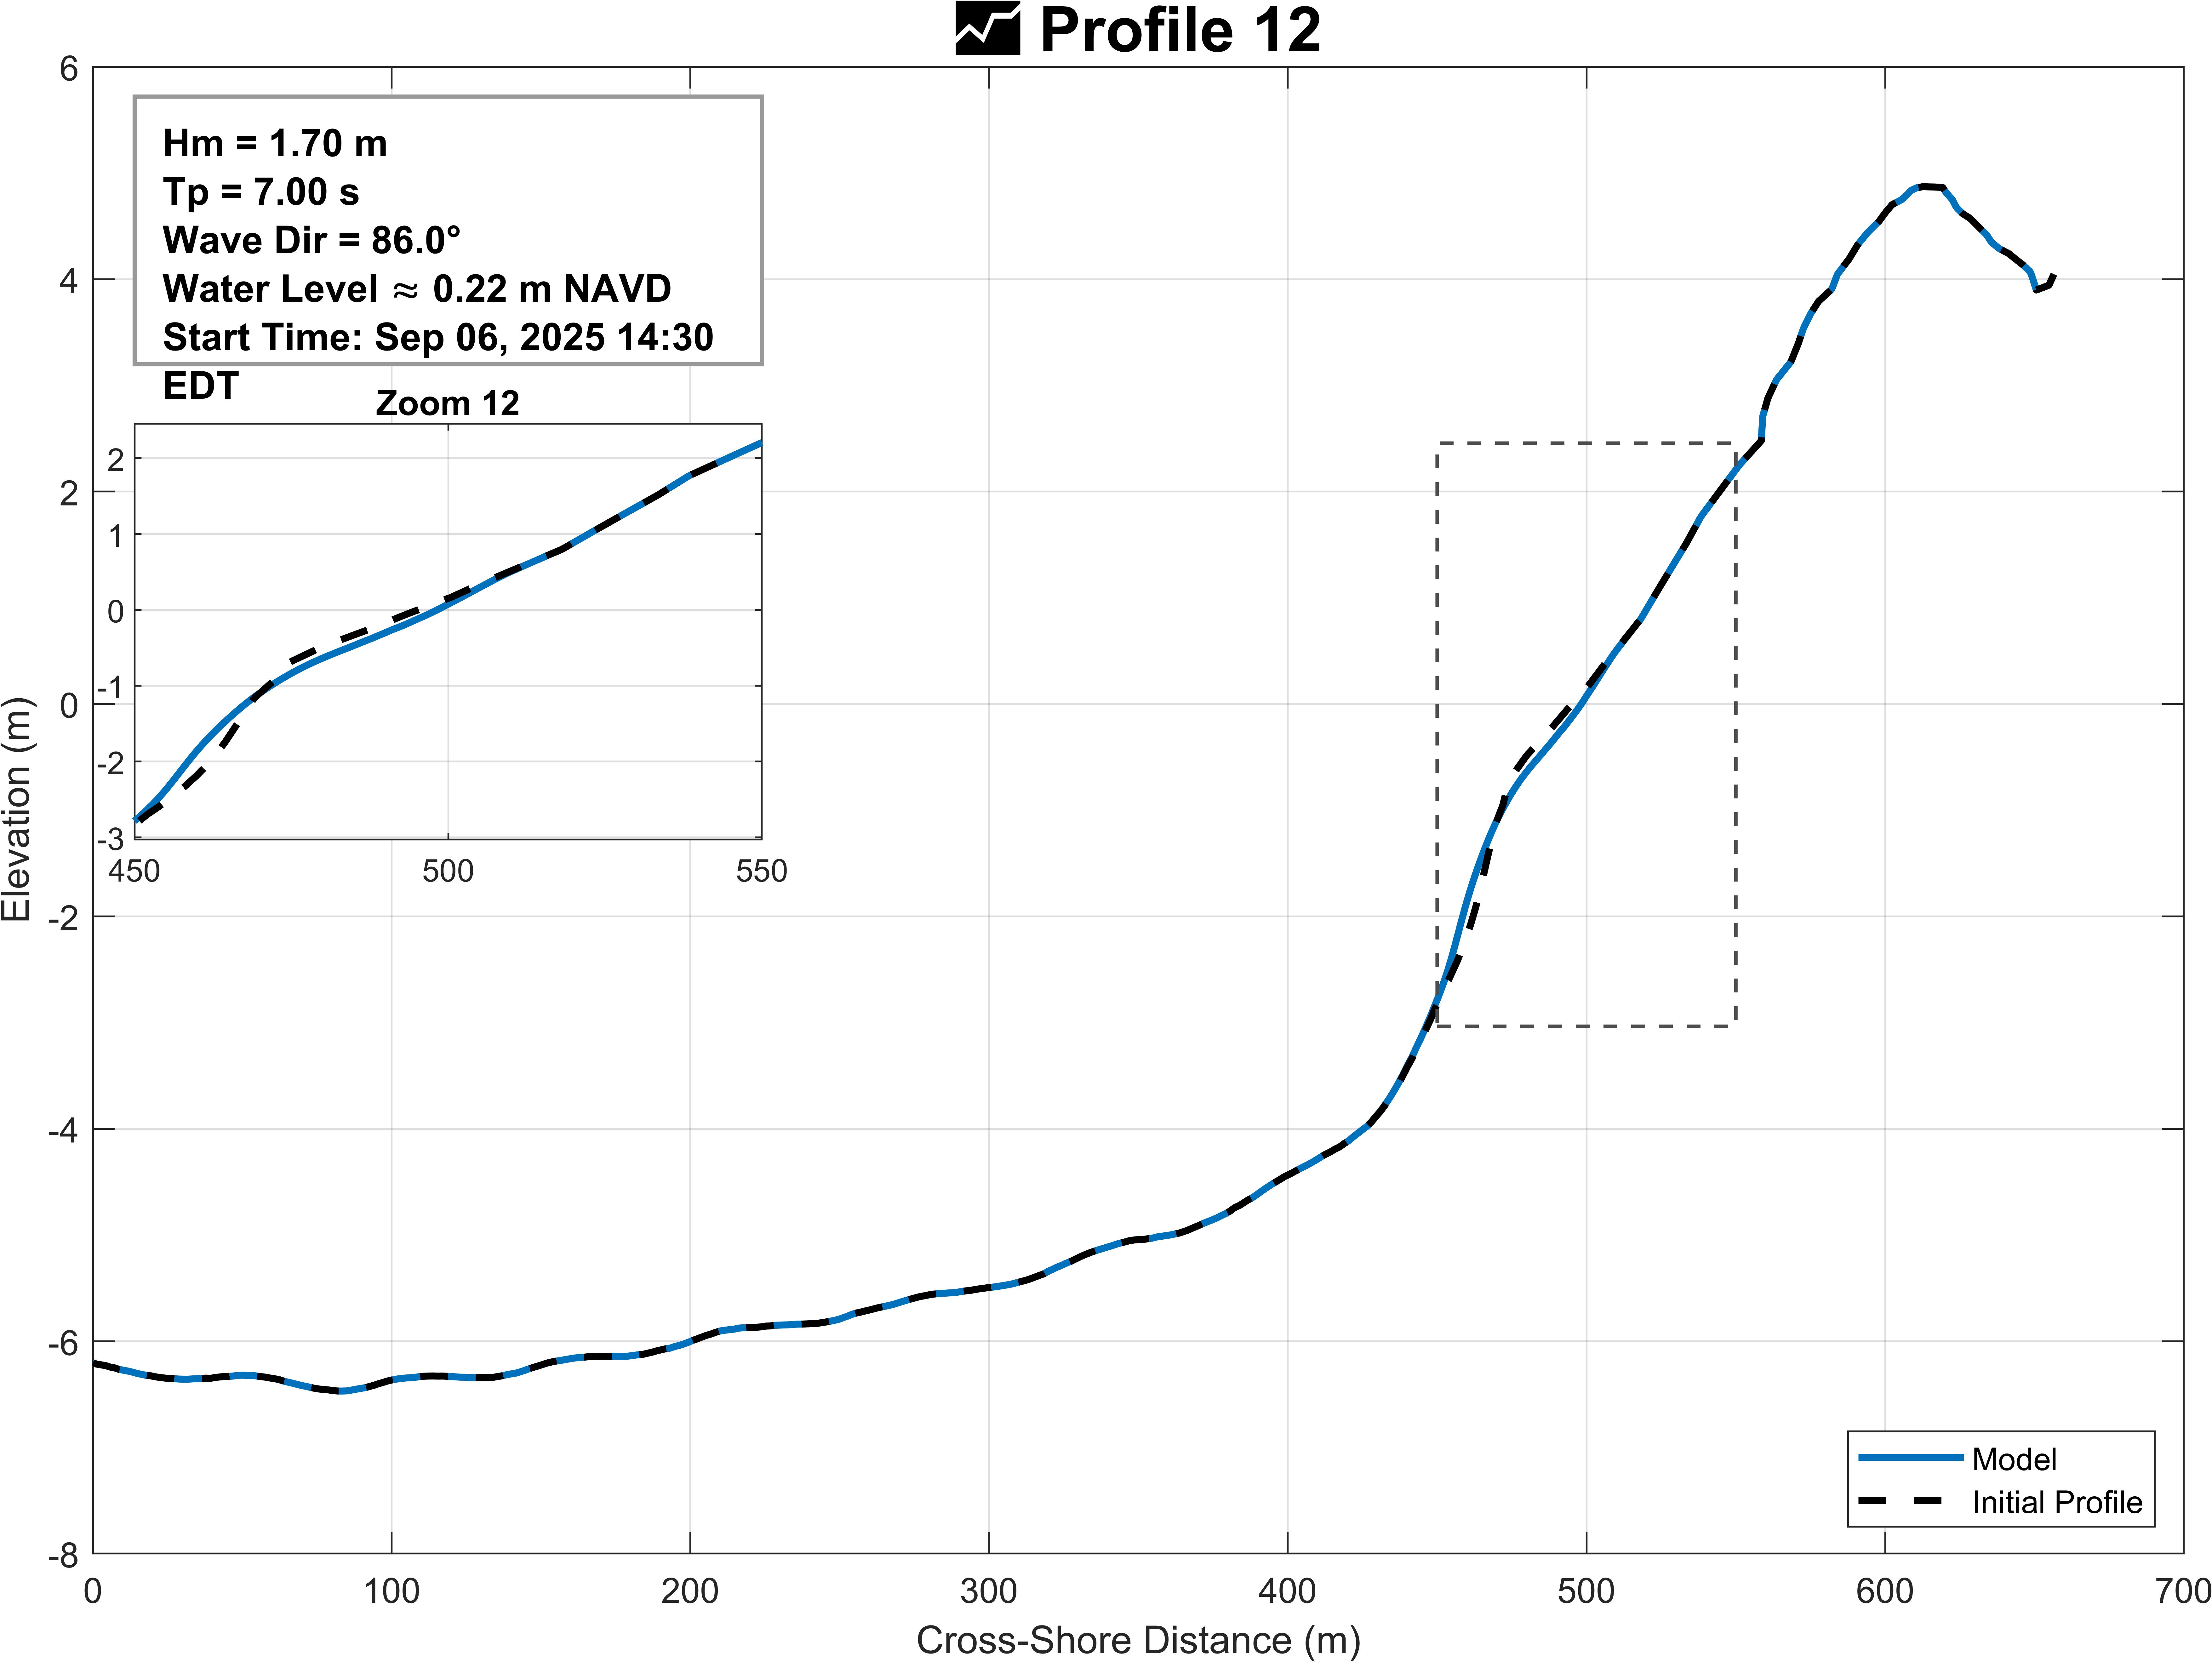 Profile 12
6
4
2
0
-2
-4
-6
-8
Elevation (m)
Hm = 1.70 m
Tp = 7.00 s
Wave Dir = 86.0°
Water Level ≈ 0.22 m NAVD
Start Time: Sep 06, 2025 14:30
EDT
Zoom 12
2
1
0
-1
-2
-3
450 500 550
Model
Initial Profile
0 100 200 300 400 500 600 700
Cross-Shore Distance (m)